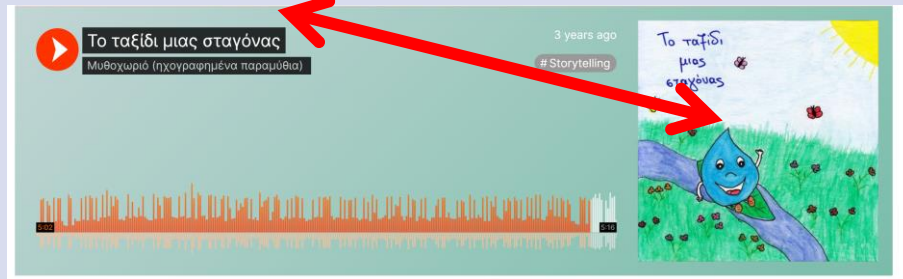 Το ταξίδι μιας σταγόνας
Μυθοχωριό (ηχογραφημένα παραμύθια)
3 years ago
# Storytelling
5:02
5:16
Το ταξίδι
μιας
σταγόνας